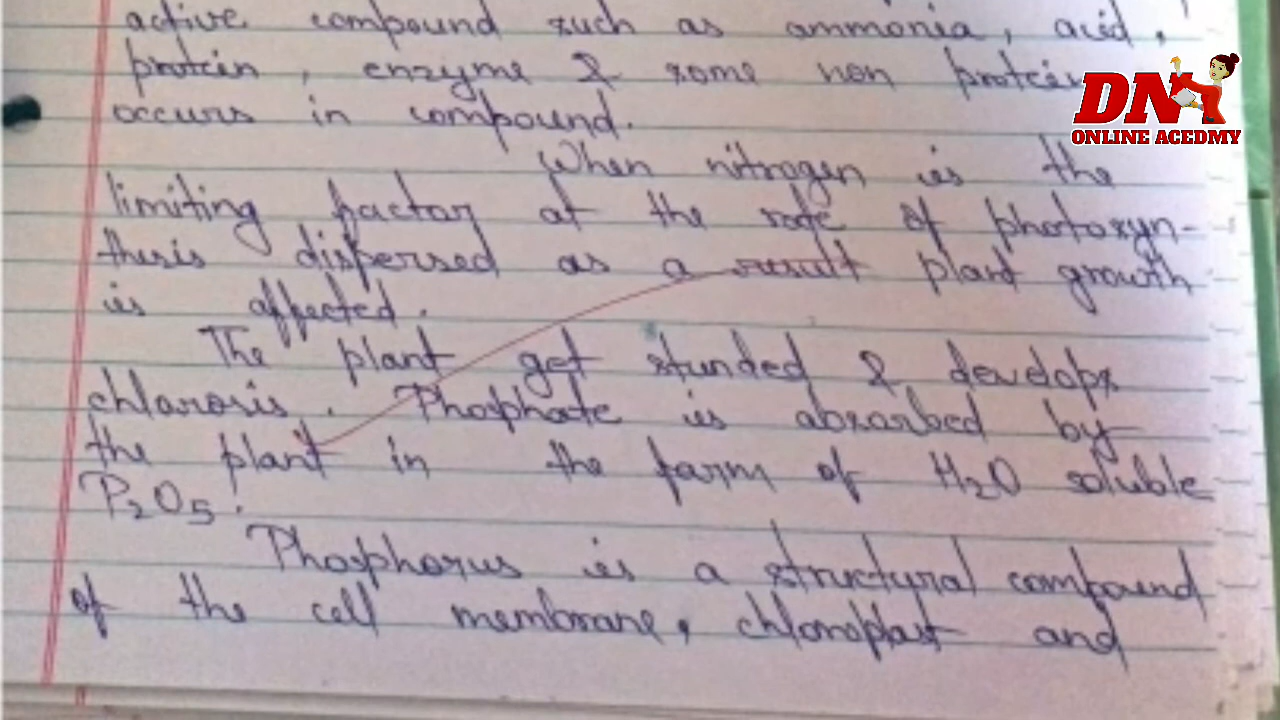 active compound such as ammonia, acid,
protein, enzyme & some non protein
occurs in compound.
When nitrogen is the
limiting factor at the rate of photosyn-
thesis dispersed as a result plant growth
is affected.
The plant get stunded & develops
chlarosis. Phosphate is absorbed by
the plant in the farm of H2O soluble
P2O5.
Phosphorus is a structural compound
of the cell membrane, chloroplast and
DN
ONLINE ACEDMY